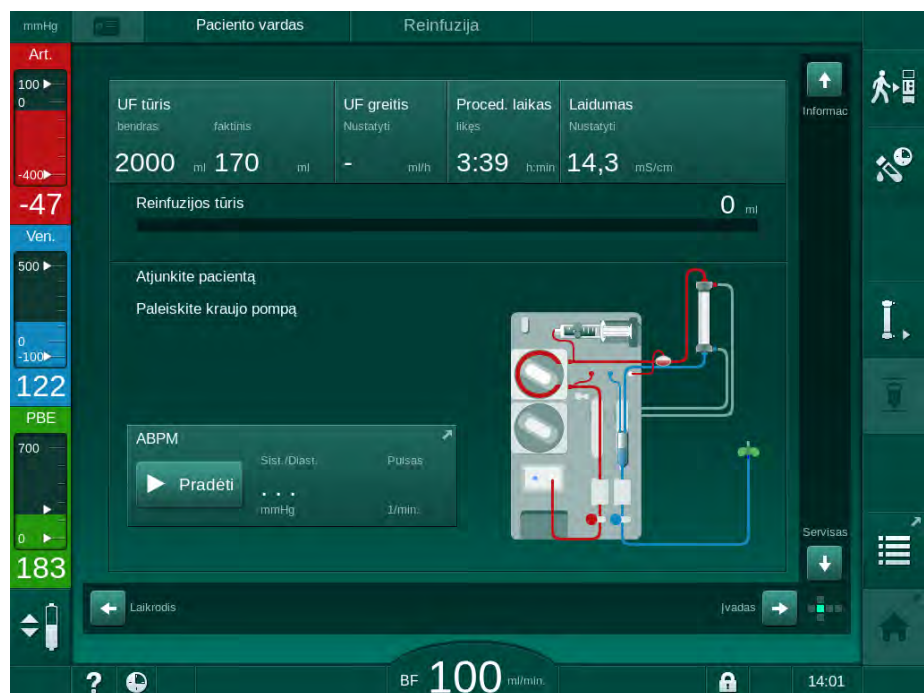 mmHg Paciento vardas Reinfuzija
Art.
100
0
-400
-47
Ven.
500
0
-100
122
PBE
700
0
183
UF tūris
bendras faktinis
2000 ml 170 ml
UF greitis
Nustatyti
- ml/h
Proced. laikas
likęs
3:39 h:min
Laidumas
Nustatyti
14,3 mS/cm
Reinfuzijos tūris 0 ml
Atjunkite pacientą
Paleiskite kraujo pompą
ABPM
Sist./Diast. Pulsas
Pradėti . . .
mmHg 1/min.
Informac
Servisas
Laikrodis Įvadas
? BF 100 ml/min. 14:01